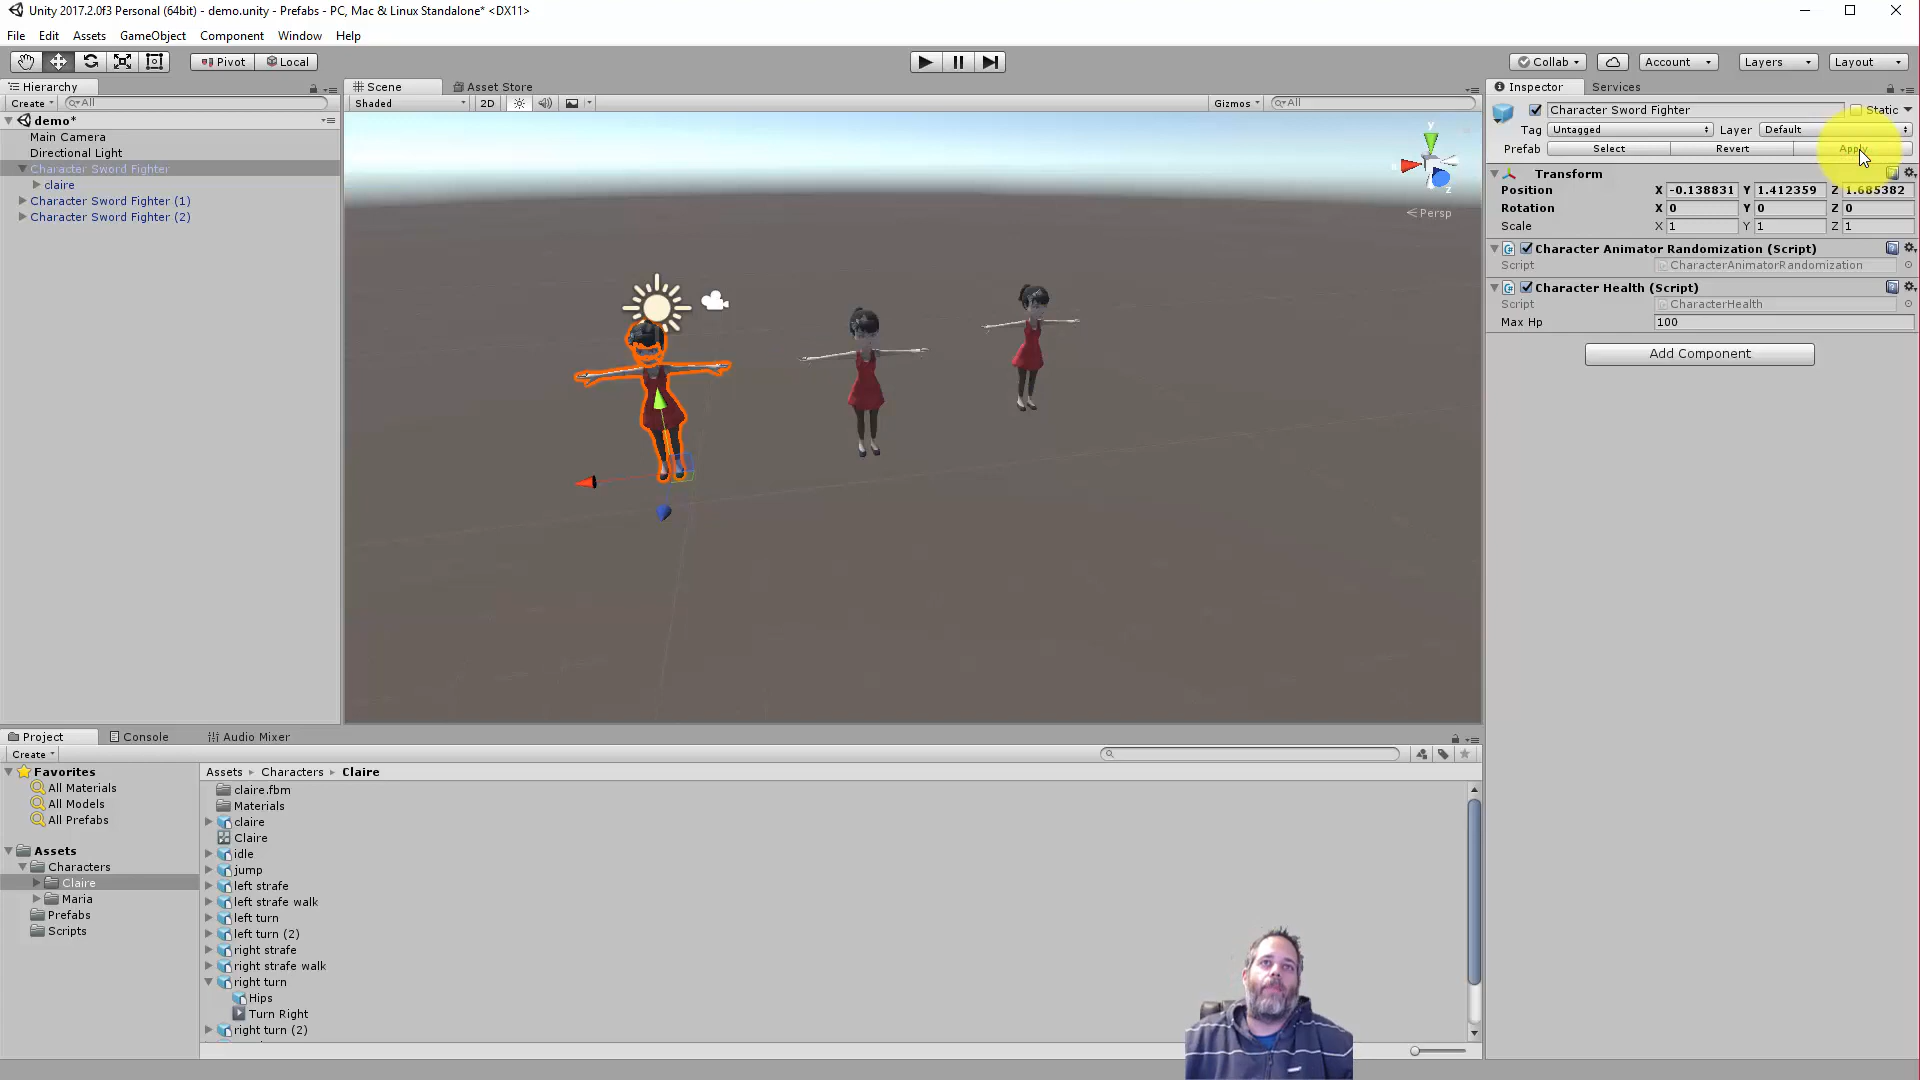 Unity 2017.2.0f3 Personal (64bit) - demo.unity - Prefabs - PC, Mac & Linux Standalone* <DX11>
File Edit Assets GameObject Component Window Help
Pivot Local Collab Account Layers Layout
Hierarchy
Create All
demo*
Main Camera
Directional Light
Character Sword Fighter
claire
Character Sword Fighter (1)
Character Sword Fighter (2)
Scene Asset Store
Shaded 2D Gizmos All
y
z
Persp
Inspector Services
Character Sword Fighter Static
Tag Untagged Layer Default
Prefab Select Revert Apply
Transform
Position X -0.138831 Y 1.412359 Z 1.685382
Rotation X 0 Y 0 Z 0
Scale X 1 Y 1 Z 1
Character Animator Randomization (Script)
Script CharacterAnimatorRandomization
Character Health (Script)
Script CharacterHealth
Max Hp 100
Add Component
Project Console Audio Mixer
Create
Favorites
All Materials
All Models
All Prefabs
Assets
Characters
Claire
Maria
Prefabs
Scripts
Assets Characters Claire
claire.fbm
Materials
claire
Claire
idle
jump
left strafe
left strafe walk
left turn
left turn (2)
right strafe
right strafe walk
right turn
Hips
Turn Right
right turn (2)